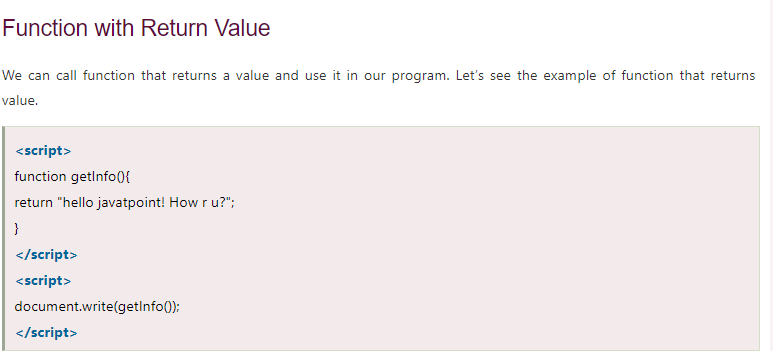 Function with Return Value
We can call function that returns a value and use it in our program. Let's see the example of function that returns
value.
<script>
function getInfo(){
return "hello javatpoint! How r u?";
}
</script>
<script>
document.write(getInfo());
</script>